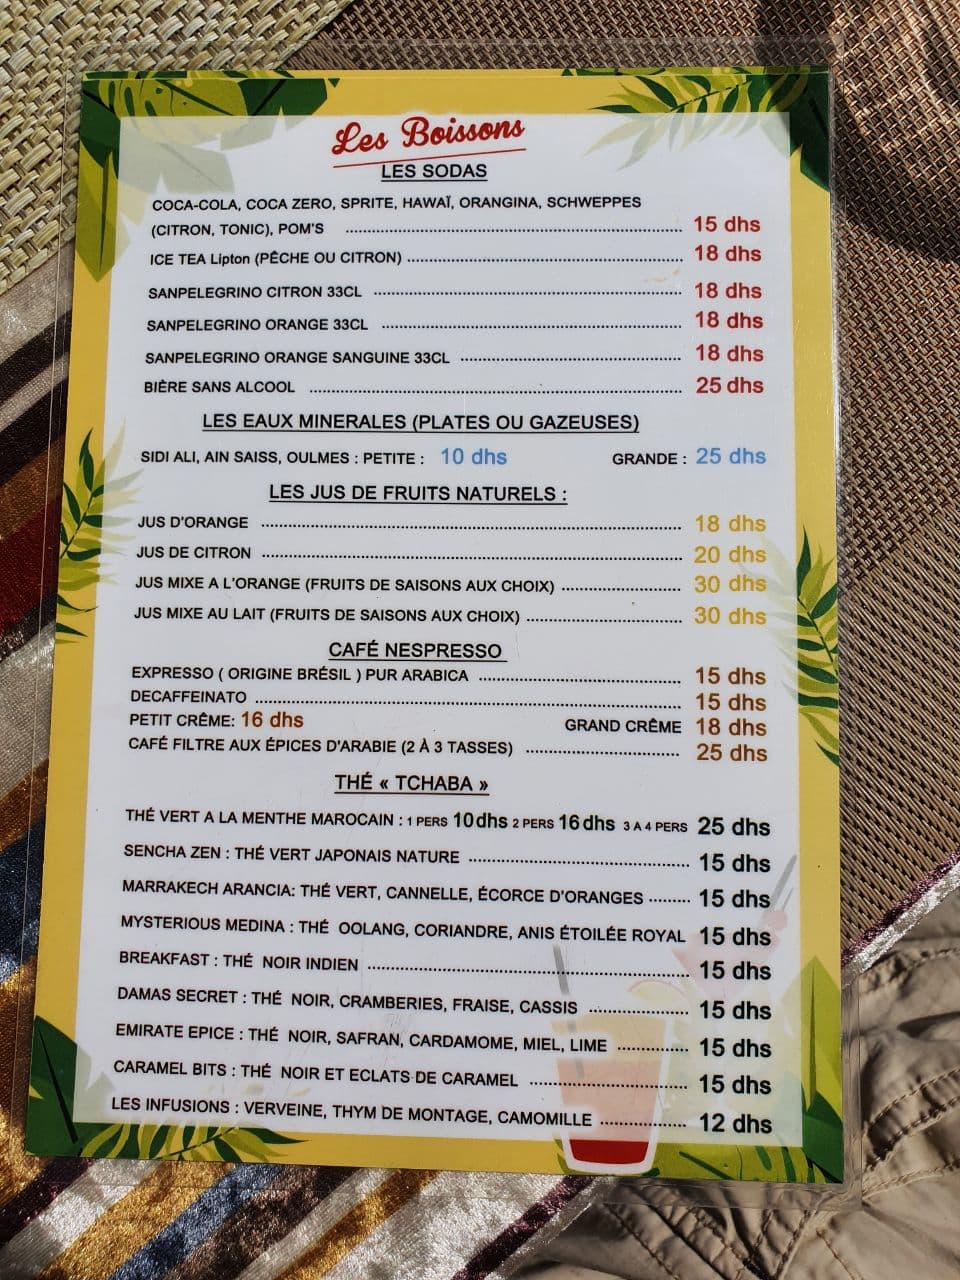 Les Boissons
LES SODAS
COCA-COLA, COCA ZERO, SPRITE, HAWAÏ, ORANGINA, SCHWEPPES
(CITRON, TONIC), POM'S ........ 15 dhs
ICE TEA Lipton (PÊCHE OU CITRON) ........ 18 dhs
SANPELEGRINO CITRON 33CL ........ 18 dhs
SANPELEGRINO ORANGE 33CL ........ 18 dhs
SANPELEGRINO ORANGE SANGUINE 33CL ........ 18 dhs
BIÈRE SANS ALCOOL ........ 25 dhs
LES EAUX MINERALES (PLATES OU GAZEUSES)
SIDI ALI, AIN SAISS, OULMES : PETITE : 10 dhs GRANDE : 25 dhs
LES JUS DE FRUITS NATURELS :
JUS D'ORANGE ........ 18 dhs
JUS DE CITRON ........ 20 dhs
JUS MIXE A L'ORANGE (FRUITS DE SAISONS AUX CHOIX) ........ 30 dhs
JUS MIXE AU LAIT (FRUITS DE SAISONS AUX CHOIX) ........ 30 dhs
CAFÉ NESPRESSO
EXPRESSO ( ORIGINE BRÉSIL ) PUR ARABICA ........ 15 dhs
DECAFFEINATO ........ 15 dhs
PETIT CRÊME: 16 dhs GRAND CRÊME 18 dhs
CAFÉ FILTRE AUX ÉPICES D'ARABIE (2 À 3 TASSES) ........ 25 dhs
THÉ « TCHABA »
THÉ VERT A LA MENTHE MAROCAIN : 1 PERS 10dhs 2 PERS 16dhs 3 A 4 PERS 25 dhs
SENCHA ZEN : THÉ VERT JAPONAIS NATURE ........ 15 dhs
MARRAKECH ARANCIA: THÉ VERT, CANNELLE, ÉCORCE D'ORANGES ........ 15 dhs
MYSTERIOUS MEDINA : THÉ OOLANG, CORIANDRE, ANIS ÉTOILÉE ROYAL 15 dhs
BREAKFAST : THÉ NOIR INDIEN ........ 15 dhs
DAMAS SECRET : THÉ NOIR, CRAMBERIES, FRAISE, CASSIS ........ 15 dhs
EMIRATE EPICE : THÉ NOIR, SAFRAN, CARDAMOME, MIEL, LIME ........ 15 dhs
CARAMEL BITS : THÉ NOIR ET ECLATS DE CARAMEL ........ 15 dhs
LES INFUSIONS : VERVEINE, THYM DE MONTAGE, CAMOMILLE ........ 12 dhs